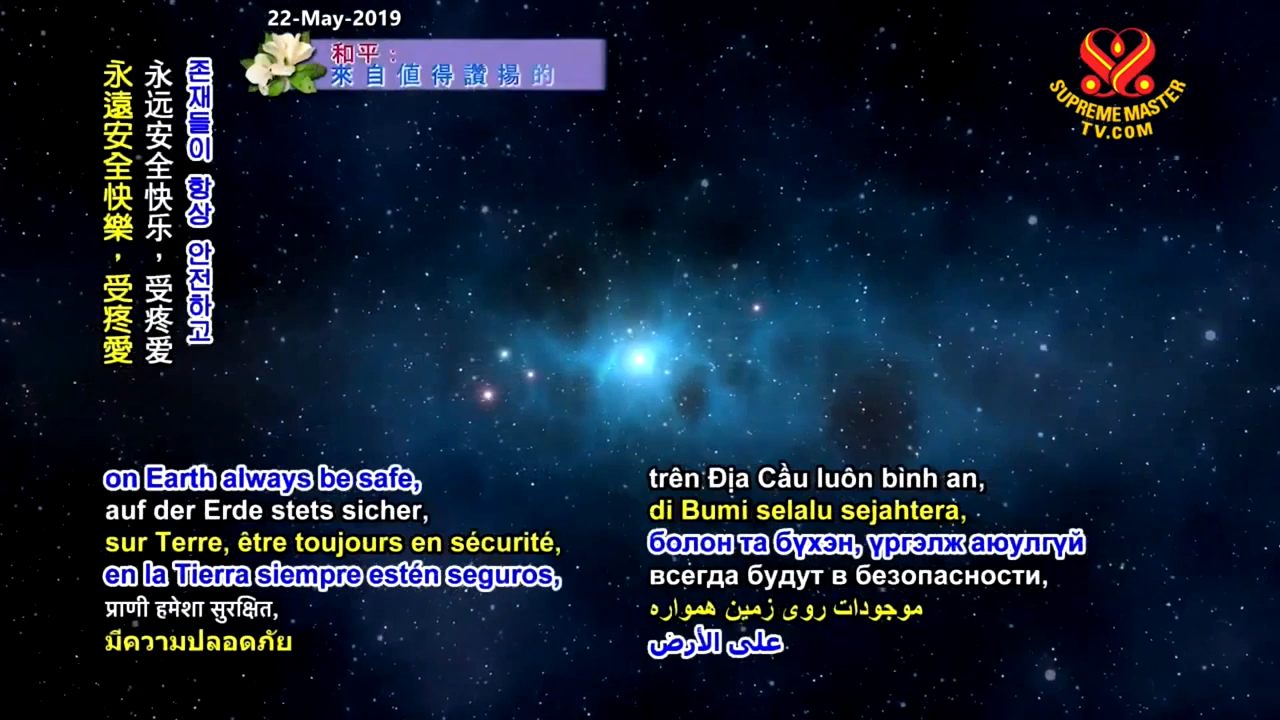 22-May-2019
和平：
來自值得讚揚的
SUPREME MASTER
TV.COM
존재들이 항상 안전하고
永远安全快乐，受疼爱
永遠安全快樂，受疼愛
on Earth always be safe,
auf der Erde stets sicher,
sur Terre, être toujours en sécurité,
en la Tierra siempre estén seguros,
प्राणी हमेशा सुरक्षित,
มีความปลอดภัย
trên Địa Cầu luôn bình an,
di Bumi selalu sejahtera,
болон та бүхэн, үргэлж аюулгүй
всегда будут в безопасности,
موجودات روی زمین همواره
على الأرض